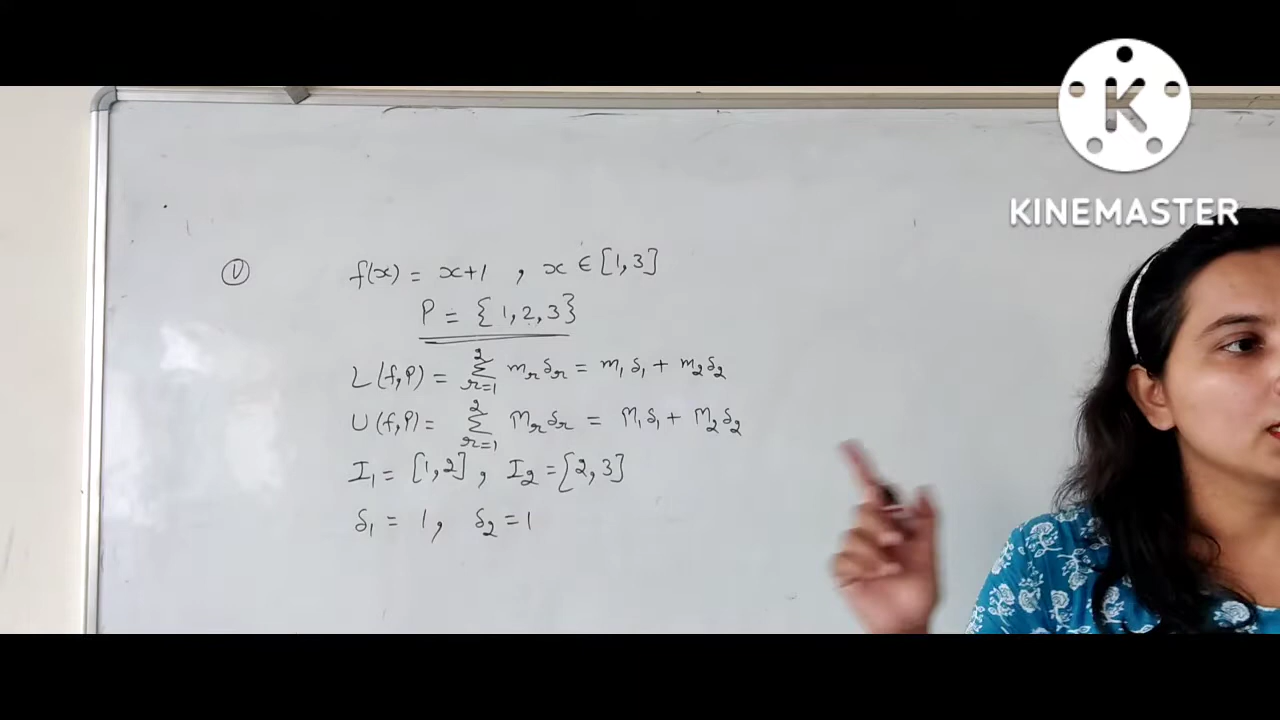 KINEMASTER
① f(x) = x+1 , x ∈ [1,3]
P = {1,2,3}
L(f,P) = Σ_{r=1}^{2} m_r δ_r = m_1 δ_1 + m_2 δ_2
U(f,P) = Σ_{r=1}^{2} M_r δ_r = M_1 δ_1 + M_2 δ_2
I_1 = [1,2] , I_2 = [2,3]
δ_1 = 1, δ_2 = 1